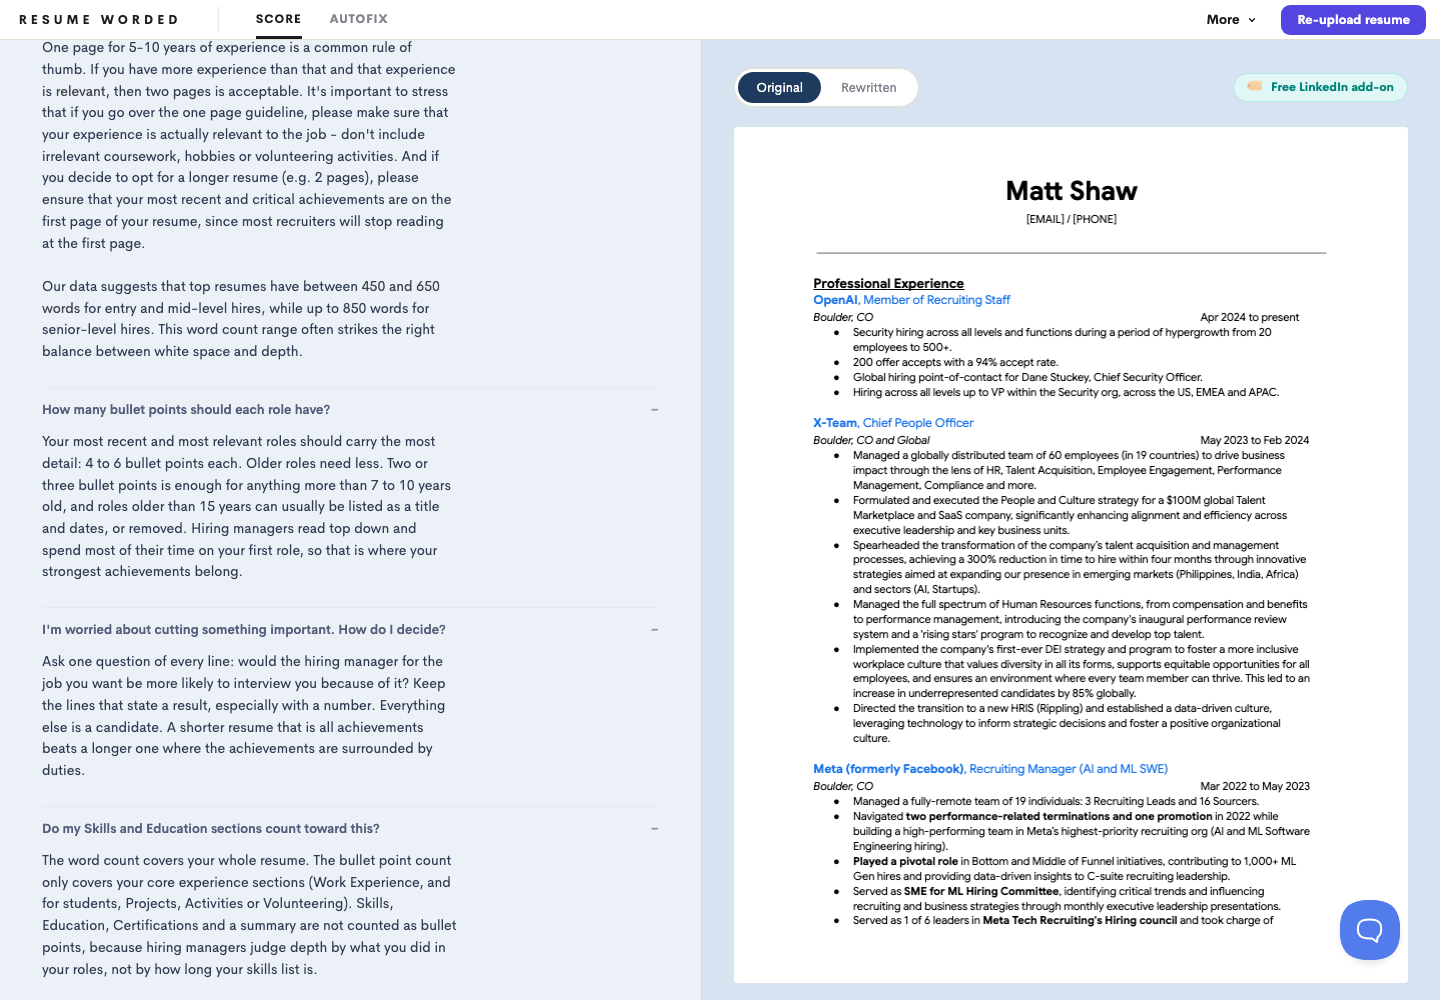 RESUME WORDED
SCORE
AUTOFIX
More
Re-upload resume
One page for 5-10 years of experience is a common rule of
thumb. If you have more experience than that and that experience
is relevant, then two pages is acceptable. It's important to stress
that if you go over the one page guideline, please make sure that
your experience is actually relevant to the job - don't include
irrelevant coursework, hobbies or volunteering activities. And if
you decide to opt for a longer resume (e.g. 2 pages), please
ensure that your most recent and critical achievements are on the
first page of your resume, since most recruiters will stop reading
at the first page.
Our data suggests that top resumes have between 450 and 650
words for entry and mid-level hires, while up to 850 words for
senior-level hires. This word count range often strikes the right
balance between white space and depth.
How many bullet points should each role have?
Your most recent and most relevant roles should carry the most
detail: 4 to 6 bullet points each. Older roles need less. Two or
three bullet points is enough for anything more than 7 to 10 years
old, and roles older than 15 years can usually be listed as a title
and dates, or removed. Hiring managers read top down and
spend most of their time on your first role, so that is where your
strongest achievements belong.
I'm worried about cutting something important. How do I decide?
Ask one question of every line: would the hiring manager for the
job you want be more likely to interview you because of it? Keep
the lines that state a result, especially with a number. Everything
else is a candidate. A shorter resume that is all achievements
beats a longer one where the achievements are surrounded by
duties.
Do my Skills and Education sections count toward this?
The word count covers your whole resume. The bullet point count
only covers your core experience sections (Work Experience, and
for students, Projects, Activities or Volunteering). Skills,
Education, Certifications and a summary are not counted as bullet
points, because hiring managers judge depth by what you did in
your roles, not by how long your skills list is.
Original
Rewritten
Free LinkedIn add-on
Matt Shaw
[EMAIL] / [PHONE]
Professional Experience
OpenAI, Member of Recruiting Staff
Boulder, CO Apr 2024 to present
● Security hiring across all levels and functions during a period of hypergrowth from 20
employees to 500+.
● 200 offer accepts with a 94% accept rate.
● Global hiring point-of-contact for Dane Stuckey, Chief Security Officer.
● Hiring across all levels up to VP within the Security org, across the US, EMEA and APAC.
X-Team, Chief People Officer
Boulder, CO and Global May 2023 to Feb 2024
● Managed a globally distributed team of 60 employees (in 19 countries) to drive business
impact through the lens of HR, Talent Acquisition, Employee Engagement, Performance
Management, Compliance and more.
● Formulated and executed the People and Culture strategy for a $100M global Talent
Marketplace and SaaS company, significantly enhancing alignment and efficiency across
executive leadership and key business units.
● Spearheaded the transformation of the company's talent acquisition and management
processes, achieving a 300% reduction in time to hire within four months through innovative
strategies aimed at expanding our presence in emerging markets (Philippines, India, Africa)
and sectors (AI, Startups).
● Managed the full spectrum of Human Resources functions, from compensation and benefits
to performance management, introducing the company's inaugural performance review
system and a 'rising stars' program to recognize and develop top talent.
● Implemented the company's first-ever DEI strategy and program to foster a more inclusive
workplace culture that values diversity in all its forms, supports equitable opportunities for all
employees, and ensures an environment where every team member can thrive. This led to an
increase in underrepresented candidates by 85% globally.
● Directed the transition to a new HRIS (Rippling) and established a data-driven culture,
leveraging technology to inform strategic decisions and foster a positive organizational
culture.
Meta (formerly Facebook), Recruiting Manager (AI and ML SWE)
Boulder, CO Mar 2022 to May 2023
● Managed a fully-remote team of 19 individuals: 3 Recruiting Leads and 16 Sourcers.
● Navigated two performance-related terminations and one promotion in 2022 while
building a high-performing team in Meta's highest-priority recruiting org (AI and ML Software
Engineering hiring).
● Played a pivotal role in Bottom and Middle of Funnel initiatives, contributing to 1,000+ ML
Gen hires and providing data-driven insights to C-suite recruiting leadership.
● Served as SME for ML Hiring Committee, identifying critical trends and influencing
recruiting and business strategies through monthly executive leadership presentations.
● Served as 1 of 6 leaders in Meta Tech Recruiting's Hiring council and took charge of